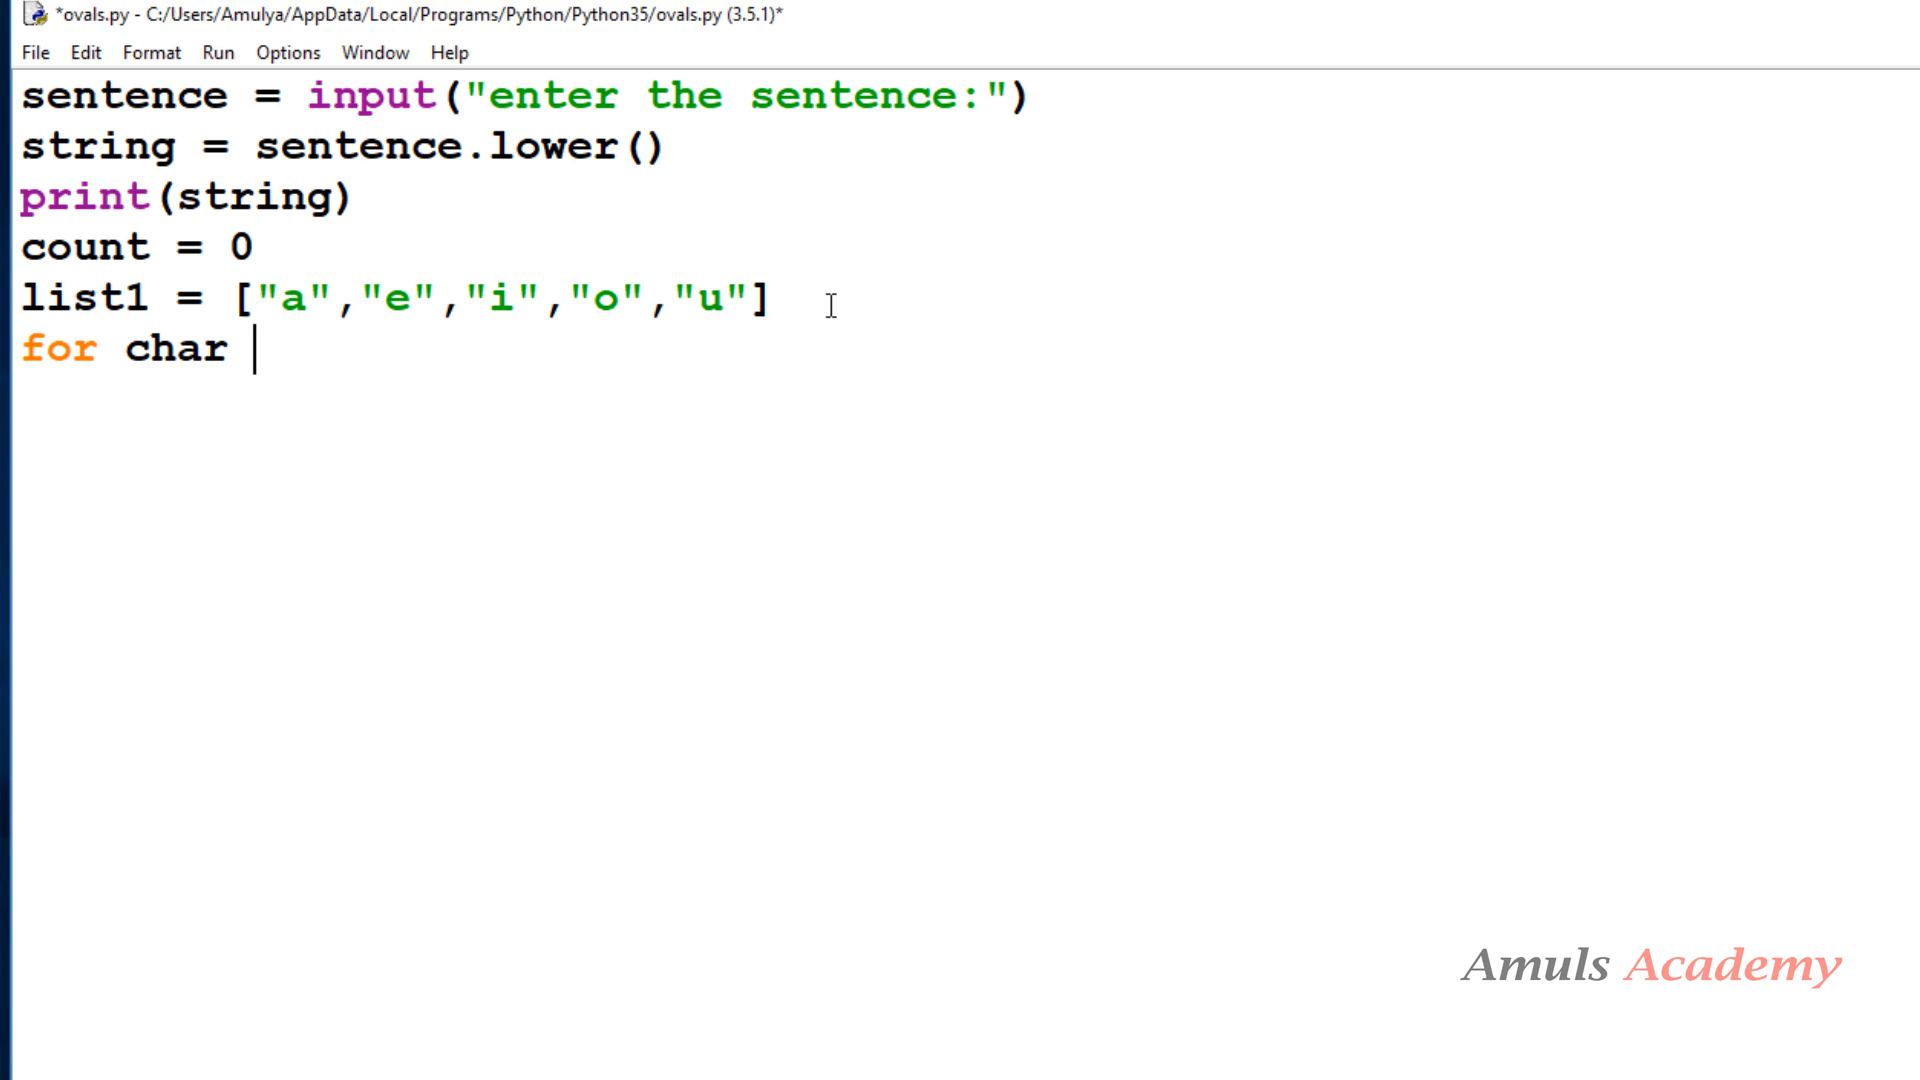 *ovals.py - C:/Users/Amulya/AppData/Local/Programs/Python/Python35/ovals.py (3.5.1)*
File Edit Format Run Options Window Help
sentence = input("enter the sentence:")
string = sentence.lower()
print(string)
count = 0
list1 = ["a","e","i","o","u"]
for char
Amuls Academy